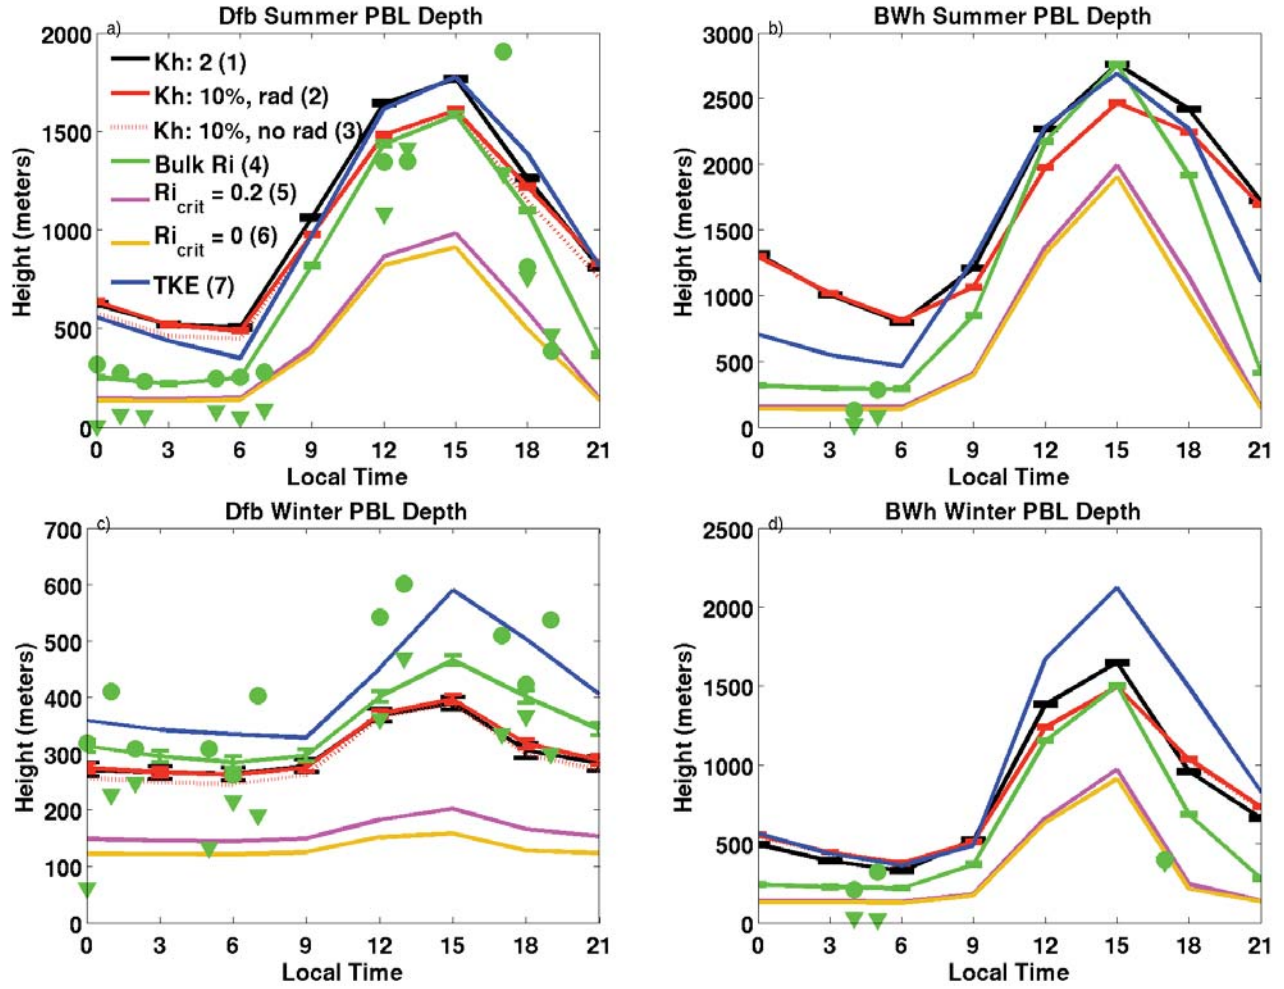 a)
Dfb Summer PBL Depth
2000
1500
1000
500
0
Height (meters)
Kh: 2 (1)
Kh: 10%, rad (2)
Kh: 10%, no rad (3)
Bulk Ri (4)
Ri crit = 0.2 (5)
Ri crit = 0 (6)
TKE (7)
0 3 6 9 12 15 18 21
Local Time
b)
BWh Summer PBL Depth
3000
2500
2000
1500
1000
500
0
Height (meters)
0 3 6 9 12 15 18 21
Local Time
c)
Dfb Winter PBL Depth
700
600
500
400
300
200
100
0
Height (meters)
0 3 6 9 12 15 18 21
Local Time
d)
BWh Winter PBL Depth
2500
2000
1500
1000
500
0
Height (meters)
0 3 6 9 12 15 18 21
Local Time